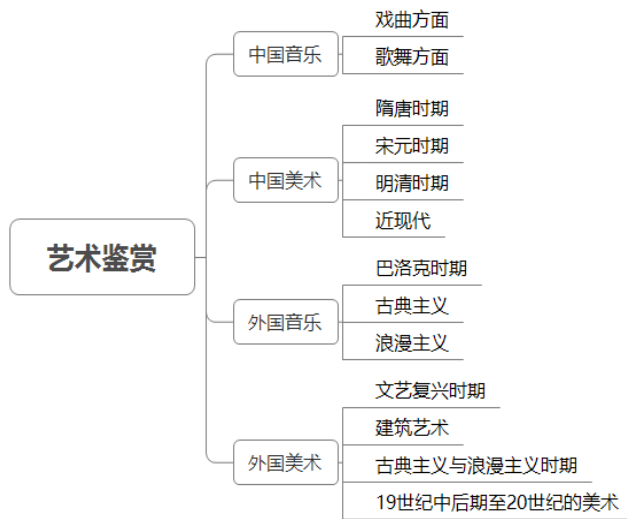 艺术鉴赏
中国音乐
戏曲方面
歌舞方面
中国美术
隋唐时期
宋元时期
明清时期
近现代
外国音乐
巴洛克时期
古典主义
浪漫主义
外国美术
文艺复兴时期
建筑艺术
古典主义与浪漫主义时期
19世纪中后期至20世纪的美术